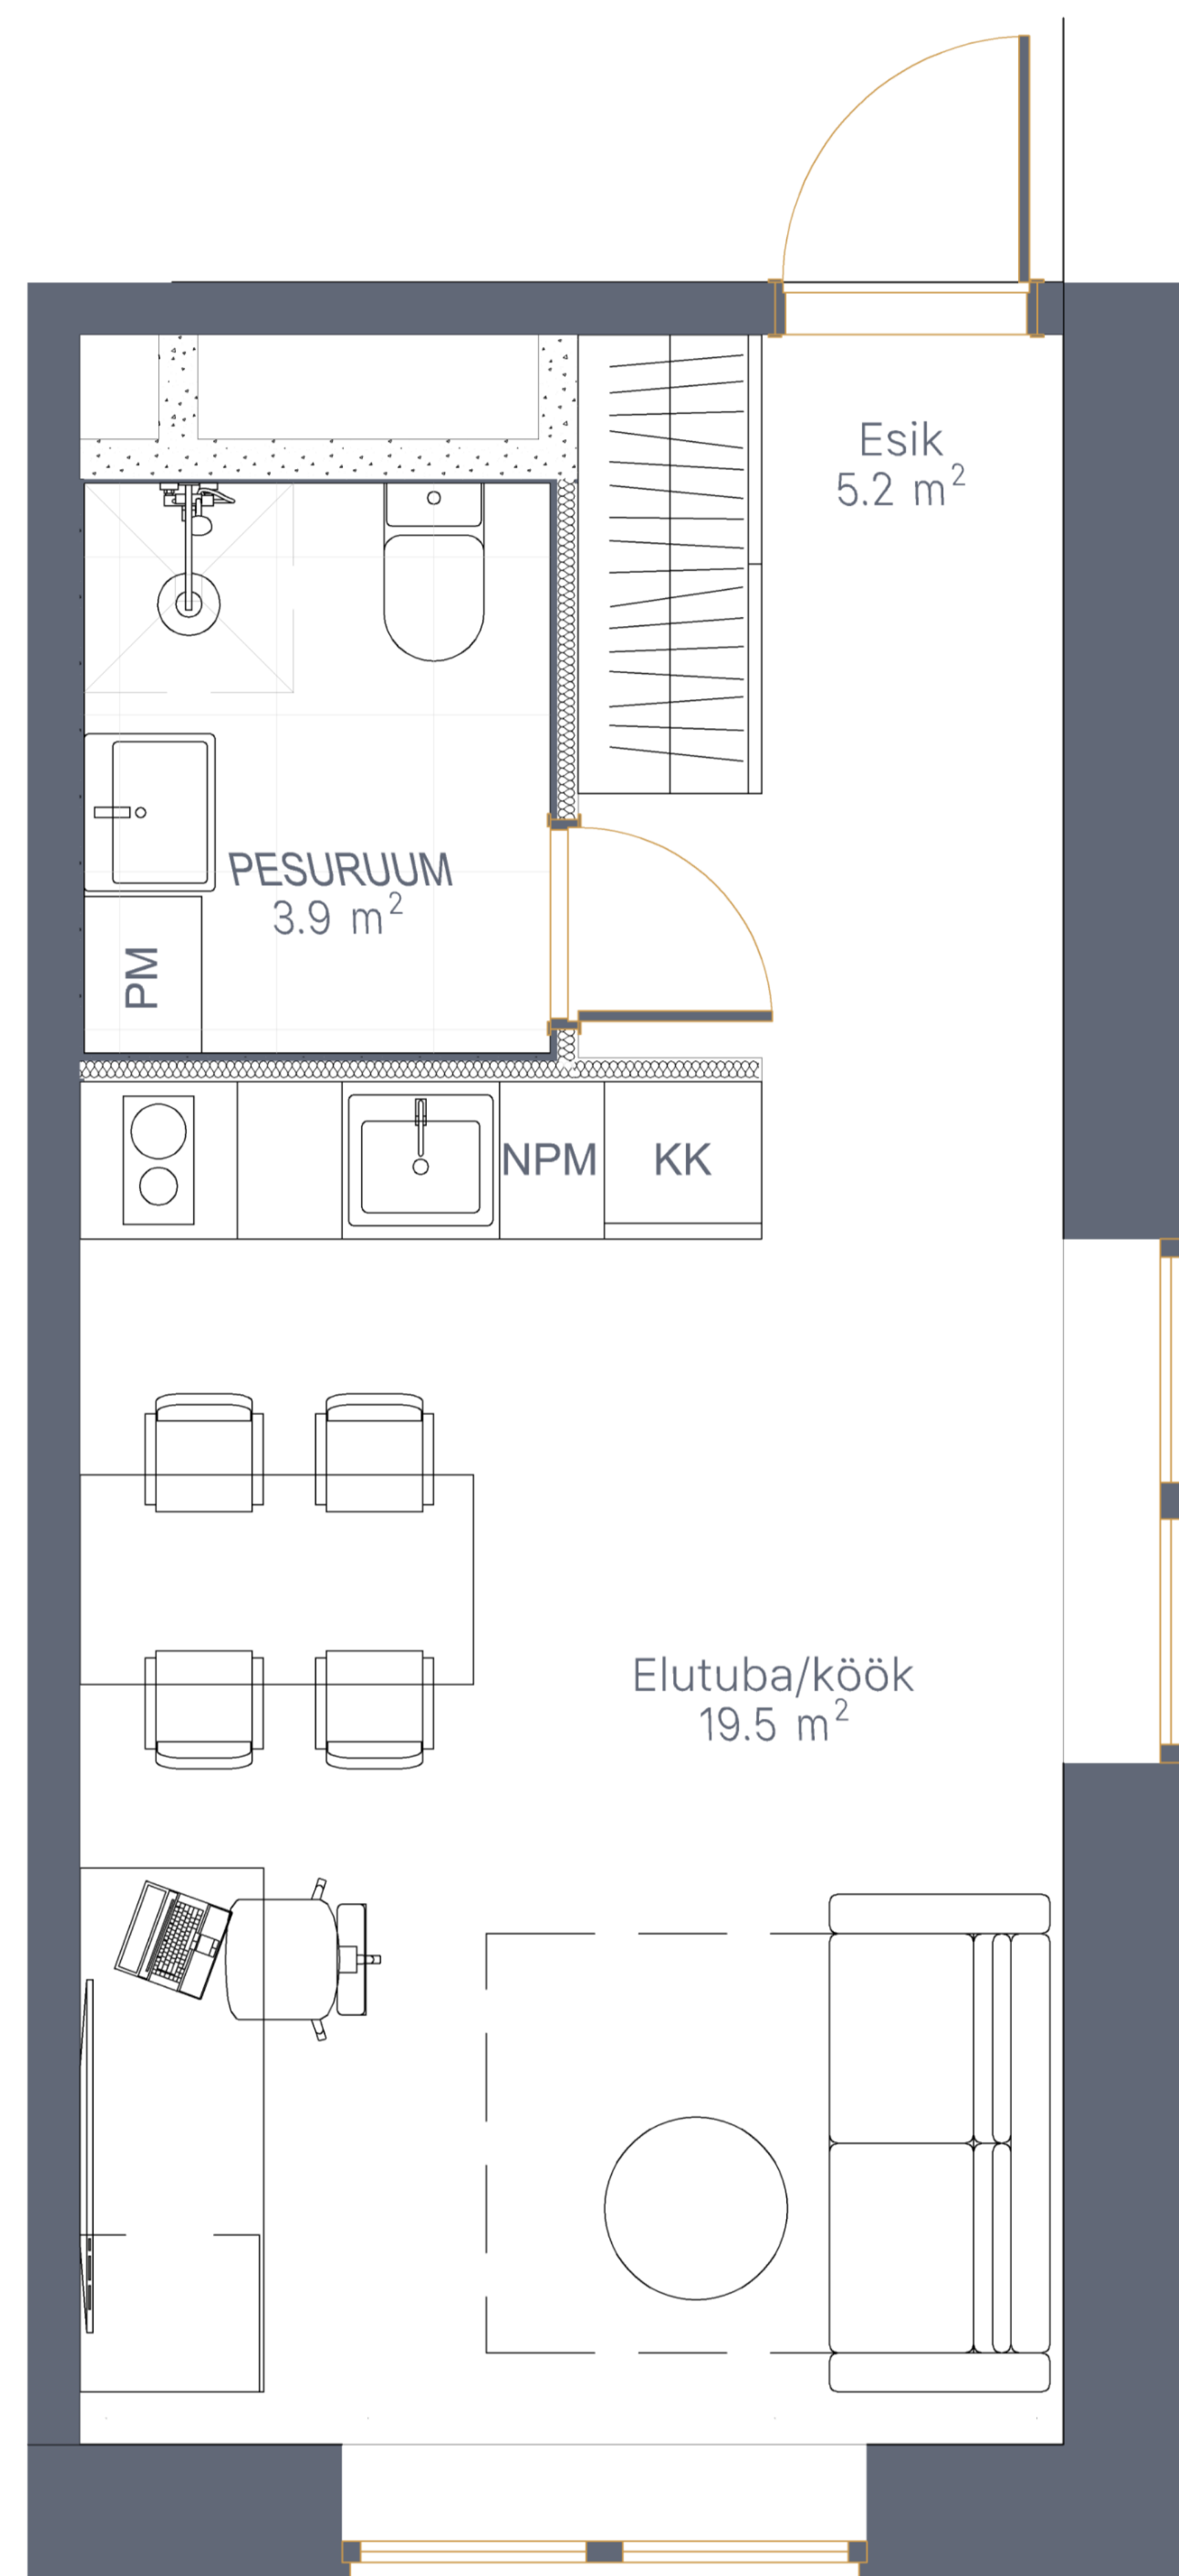 Esik
5.2 m²
PESURUUM
3.9 m²
PM
NPM
KK
Elutuba/köök
19.5 m²